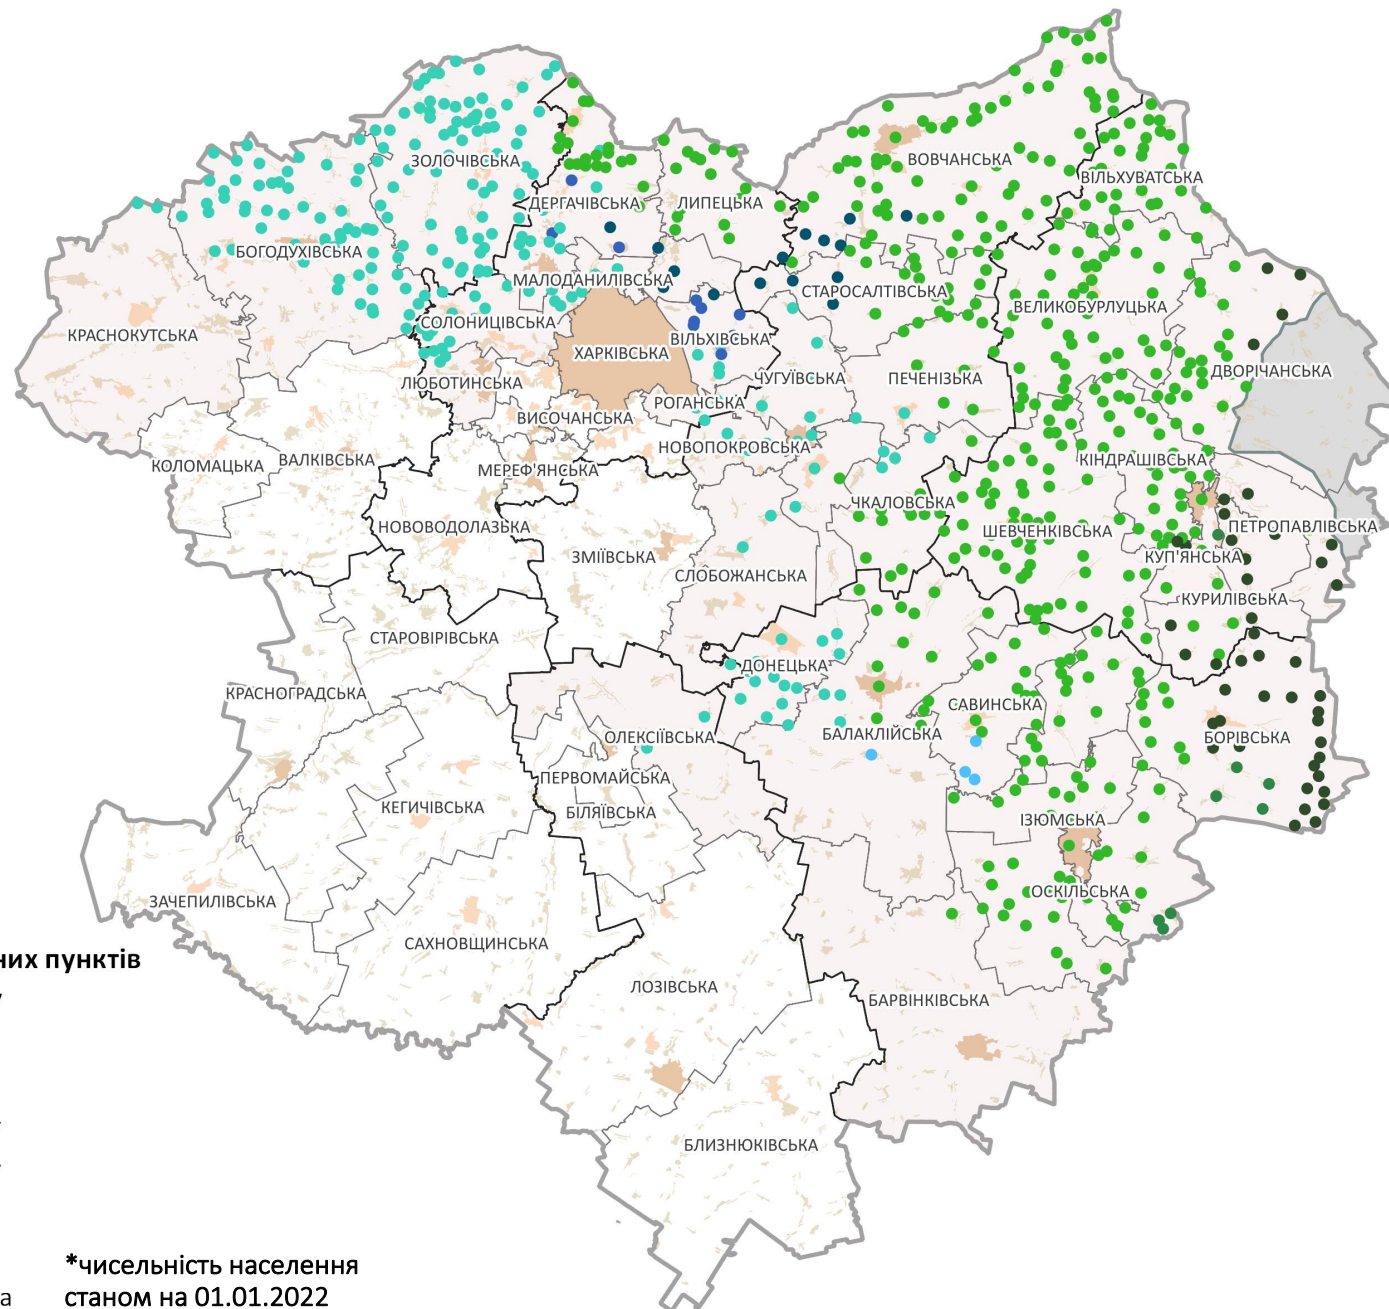 ЗОЛОЧІВСЬКА
ВОВЧАНСЬКА
ВІЛЬХУВАТСЬКА
ДЕРГАЧІВСЬКА
ЛИПЕЦЬКА
БОГОДУХІВСЬКА
МАЛОДАНИЛІВСЬКА
СТАРОСАЛТІВСЬКА
ВЕЛИКОБУРЛУЦЬКА
СОЛОНИЦІВСЬКА
КРАСНОКУТСЬКА
ВІЛЬХІВСЬКА
ХАРКІВСЬКА
ДВОРІЧАНСЬКА
ЧУГУЇВСЬКА
ПЕЧЕНІЗЬКА
ЛЮБОТИНСЬКА
РОГАНСЬКА
ВИСОЧАНСЬКА
НОВОПОКРОВСЬКА
ВАЛКІВСЬКА
КІНДРАШІВСЬКА
КОЛОМАЦЬКА
МЕРЕФ'ЯНСЬКА
ЧКАЛОВСЬКА
НОВОВОДОЛАЗЬКА
ПЕТРОПАВЛІВСЬКА
ШЕВЧЕНКІВСЬКА
ЗМІЇВСЬКА
КУП'ЯНСЬКА
СЛОБОЖАНСЬКА
КУРИЛІВСЬКА
СТАРОВІРІВСЬКА
ДОНЕЦЬКА
КРАСНОГРАДСЬКА
САВИНСЬКА
БАЛАКЛІЙСЬКА
ОЛЕКСІЇВСЬКА
БОРІВСЬКА
ПЕРВОМАЙСЬКА
КЕГИЧІВСЬКА
БІЛЯЇВСЬКА
ІЗЮМСЬКА
ОСКІЛЬСЬКА
ЗАЧЕПИЛІВСЬКА
САХНОВЩИНСЬКА
них пунктів
ЛОЗІВСЬКА
БАРВІНКІВСЬКА
БЛИЗНЮКІВСЬКА
*чисельність населення
а станом на 01.01.2022